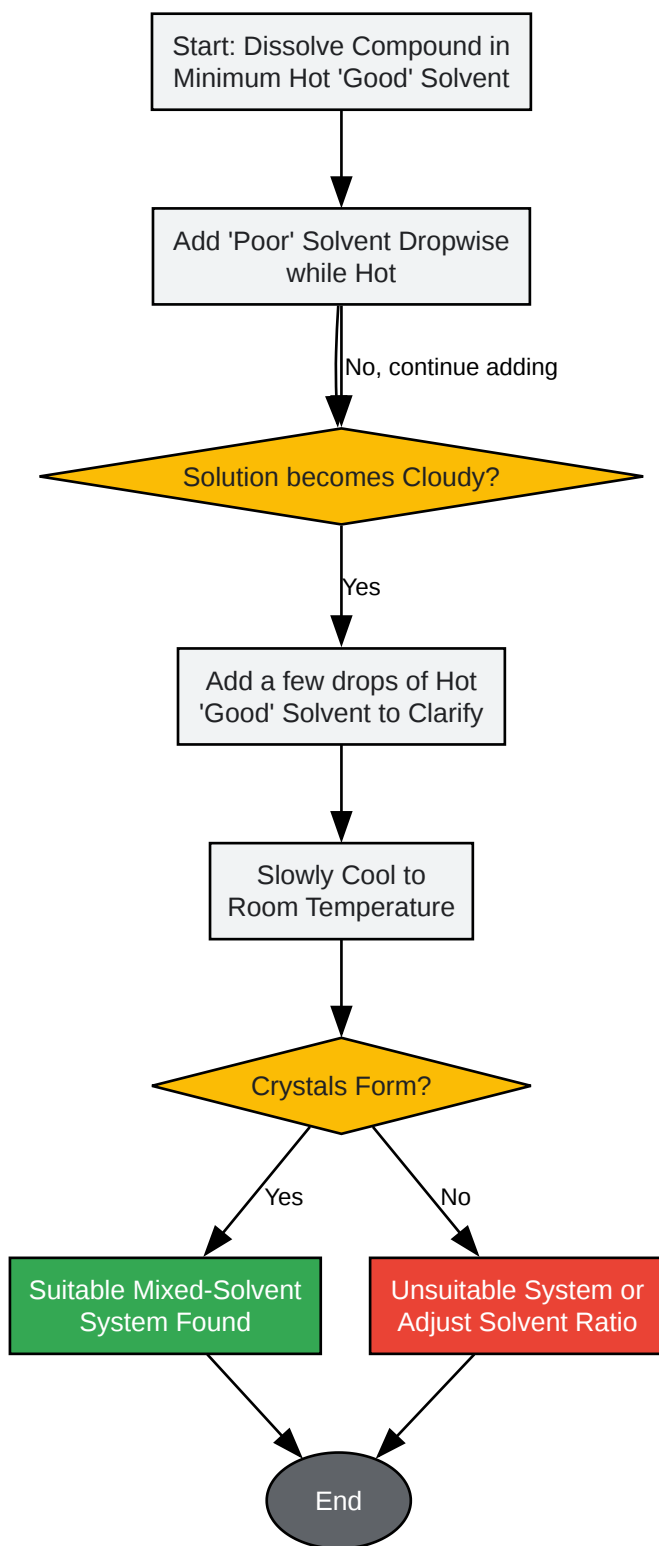 Start: Dissolve Compound in
Minimum Hot 'Good' Solvent
Add 'Poor' Solvent Dropwise
while Hot
No, continue adding
Solution becomes Cloudy?
Yes
Add a few drops of Hot
'Good' Solvent to Clarify
Slowly Cool to
Room Temperature
Crystals Form?
Yes
No
Suitable Mixed-Solvent
System Found
Unsuitable System or
Adjust Solvent Ratio
End